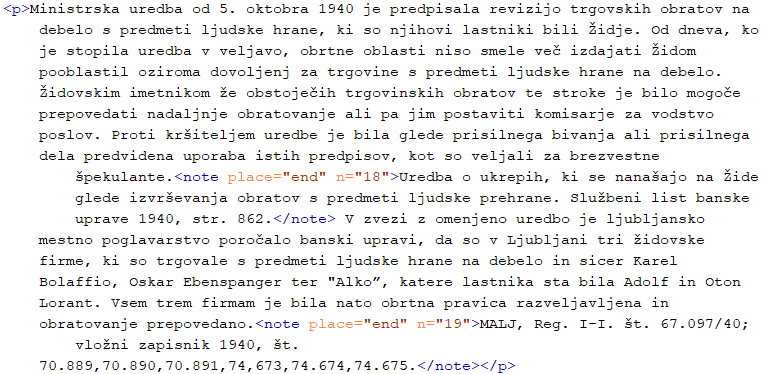 <p>Ministrska uredba od 5. oktobra 1940 je predpisala revizijo trgovskih obratov na
debelo s predmeti ljudske hrane, ki so njihovi lastniki bili Židje. Od dneva, ko
je stopila uredba v veljavo, obrtne oblasti niso smele več izdajati Židom
pooblastil oziroma dovoljenj za trgovine s predmeti ljudske hrane na debelo.
Židovskim imetnikom že obstoječih trgovinskih obratov te stroke je bilo mogoče
prepovedati nadaljnje obratovanje ali pa jim postaviti komisarje za vodstvo
poslov. Proti kršiteljem uredbe je bila glede prisilnega bivanja ali prisilnega
dela predvidena uporaba istih predpisov, kot so veljali za brezvestne
špekulante.<note place="end" n="18">Uredba o ukrepih, ki se nanašajo na Žide
glede izvrševanja obratov s predmeti ljudske prehrane. Službeni list banske
uprave 1940, str. 862.</note> V zvezi z omenjeno uredbo je ljubljansko
mestno poglavarstvo poročalo banski upravi, da so v Ljubljani tri židovske
firme, ki so trgovale s predmeti ljudske hrane na debelo in sicer Karel
Bolaffio, Oskar Ebenspanger ter "Alko”, katere lastnika sta bila Adolf in Oton
Lorant. Vsem trem firmam je bila nato obrtna pravica razveljavljena in
obratovanje prepovedano.<note place="end" n="19">MALJ, Reg. I-I. št. 67.097/40;
vložni zapisnik 1940, št.
70.889,70.890,70.891,74,673,74.674,74.675.</note></p>